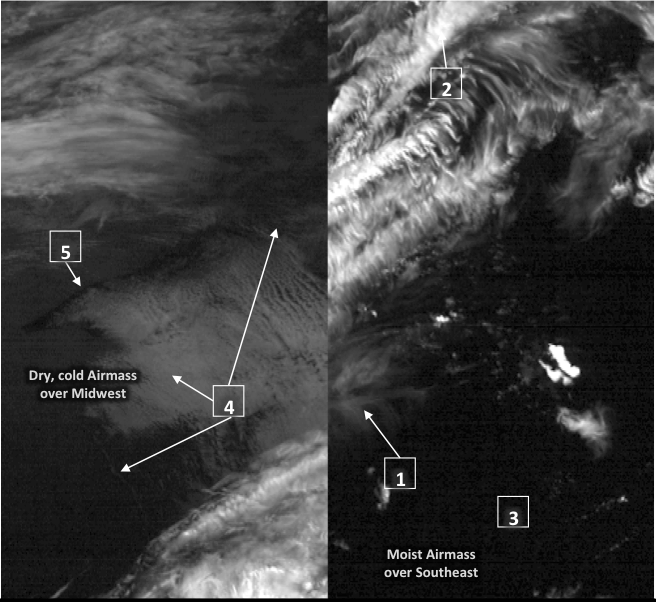 2
5
Dry, cold Airmass
over Midwest
4
1
3
Moist Airmass
over Southeast